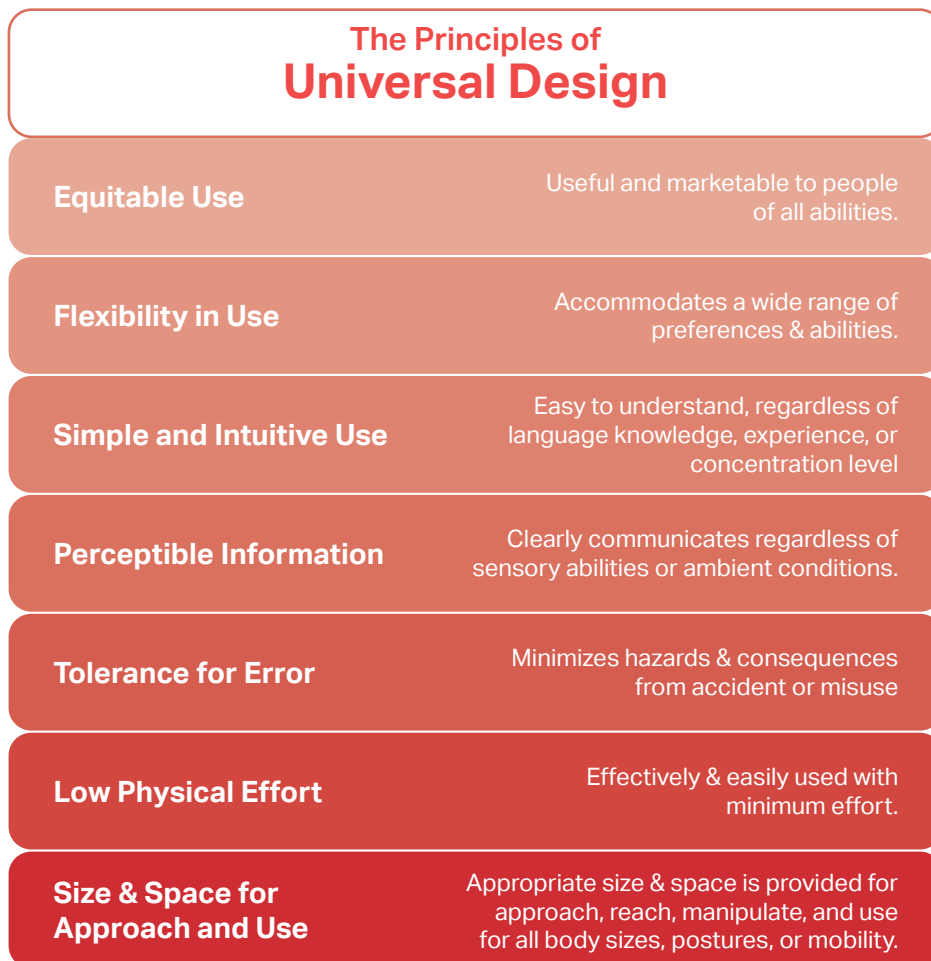 The Principles of
Universal Design
Equitable Use
Useful and marketable to people
of all abilities.
Flexibility in Use
Accommodates a wide range of
preferences & abilities.
Simple and Intuitive Use
Easy to understand, regardless of
language knowledge, experience, or
concentration level
Perceptible Information
Clearly communicates regardless of
sensory abilities or ambient conditions.
Tolerance for Error
Minimizes hazards & consequences
from accident or misuse
Low Physical Effort
Effectively & easily used with
minimum effort.
Size & Space for
Approach and Use
Appropriate size & space is provided for
approach, reach, manipulate, and use
for all body sizes, postures, or mobility.